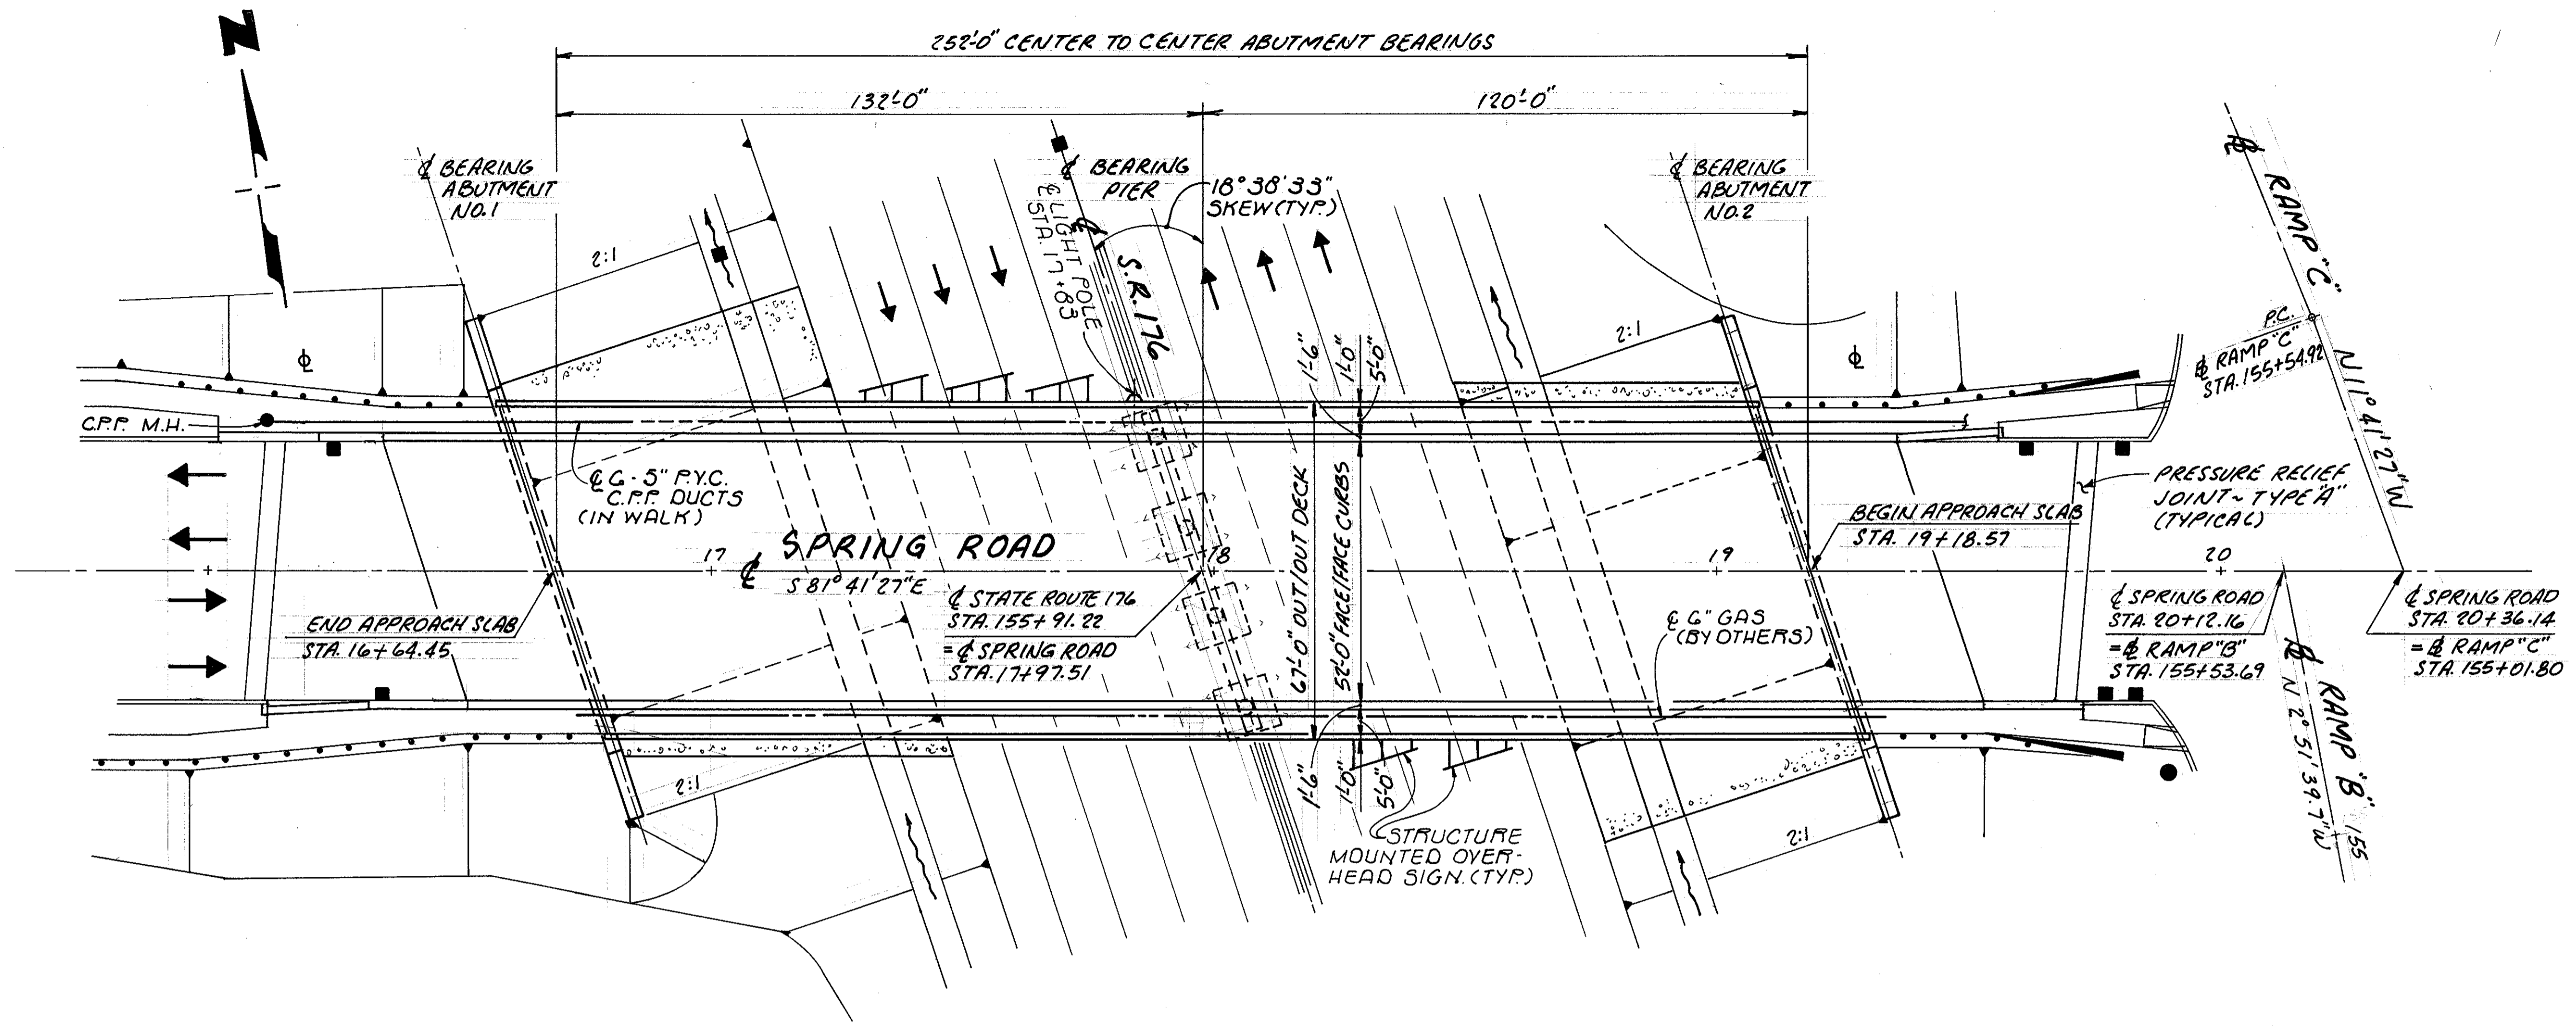 N
252'-0" CENTER TO CENTER ABUTMENT BEARINGS
132'-0"
120'-0"
℄ BEARING
ABUTMENT
NO.1
℄ BEARING
PIER
18°38'33"
SKEW (TYP.)
℄ BEARING
ABUTMENT
NO.2
℄ LIGHT POLE
STA. 17+83
℄ S.R. 176
2:1
2:1
℄
℄
1'-6"
1'-0"
5'-0"
C.P.P. M.H.
℄ 6-5" P.V.C.
C.P.P. DUCTS
(IN WALK)
67'-0" OUT/OUT DECK
52'-0" FACE/FACE CURBS
PRESSURE RELIEF
JOINT~ TYPE "A"
(TYPICAL)
BEGIN APPROACH SLAB
STA. 19+18.57
17
℄ SPRING ROAD
S 81° 41' 27" E
18
19
20
END APPROACH SLAB
STA. 16+64.45
℄ STATE ROUTE 176
STA. 155+91.22
= ℄ SPRING ROAD
STA. 17+97.51
℄ 6" GAS
(BY OTHERS)
℄ SPRING ROAD
STA. 20+12.16
= B RAMP "B"
STA. 155+53.69
℄ SPRING ROAD
STA. 20+36.14
= B RAMP "C"
STA. 155+01.80
B RAMP "C"
N 11° 41' 27" W
P.C.
B RAMP "C"
STA. 155+54.92
B RAMP "B"
N 2° 51' 39.7" W
155
2:1
2:1
1'-6"
1'-0"
5'-0"
STRUCTURE
MOUNTED OVER-
HEAD SIGN. (TYP.)